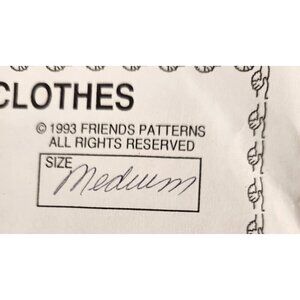 CLOTHES
© 1993 FRIENDS PATTERNS
ALL RIGHTS RESERVED
SIZE
Medium